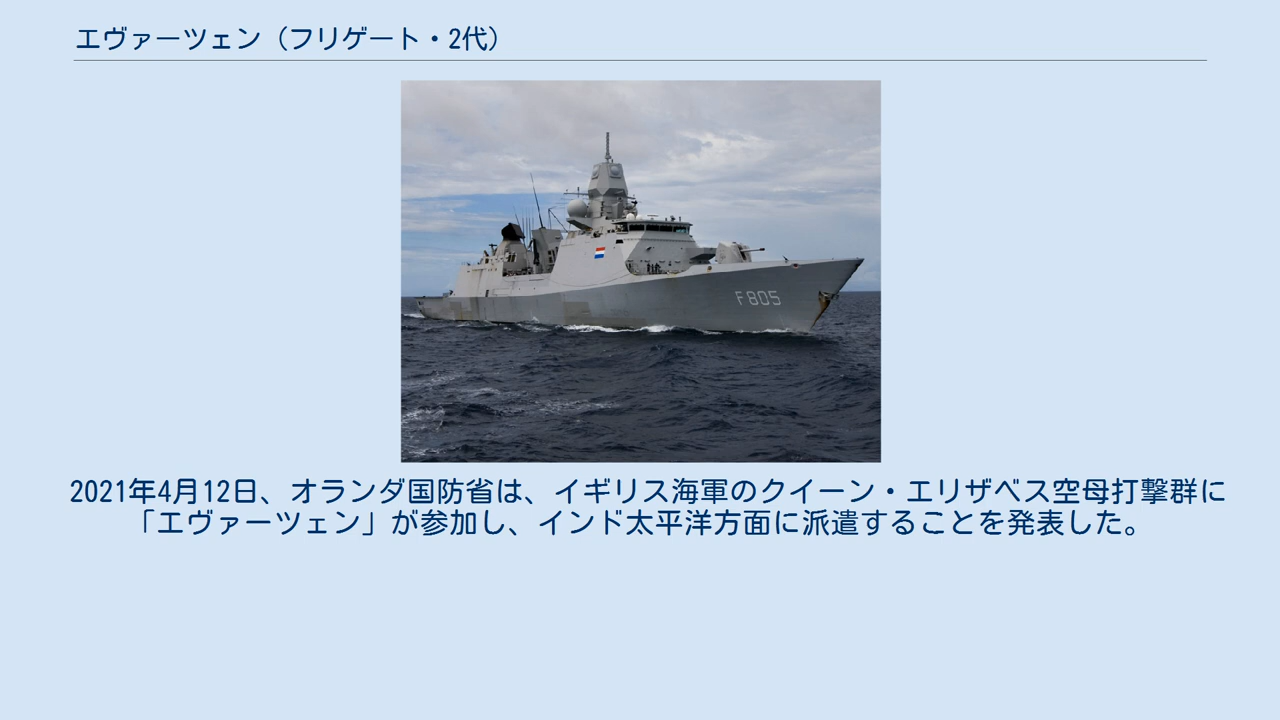 エヴァーツェン（フリゲート・2代）
F805
2021年4月12日、オランダ国防省は、イギリス海軍のクイーン・エリザベス空母打撃群に
「エヴァーツェン」が参加し、インド太平洋方面に派遣することを発表した。